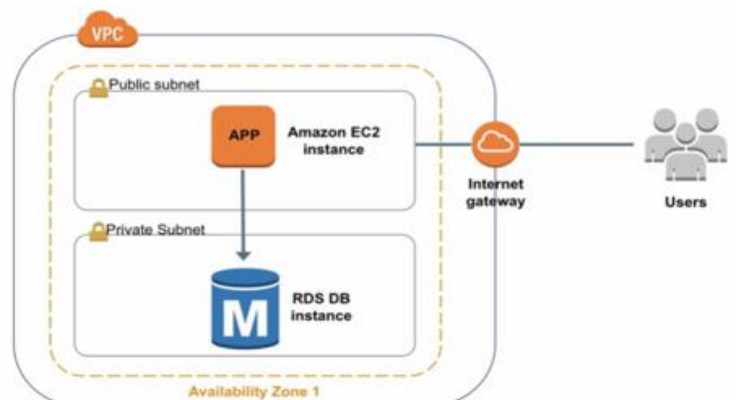 VPC
Public subnet
APP
Amazon EC2
instance
Internet
gateway
Users
Private Subnet
M
RDS DB
instance
Availability Zone 1